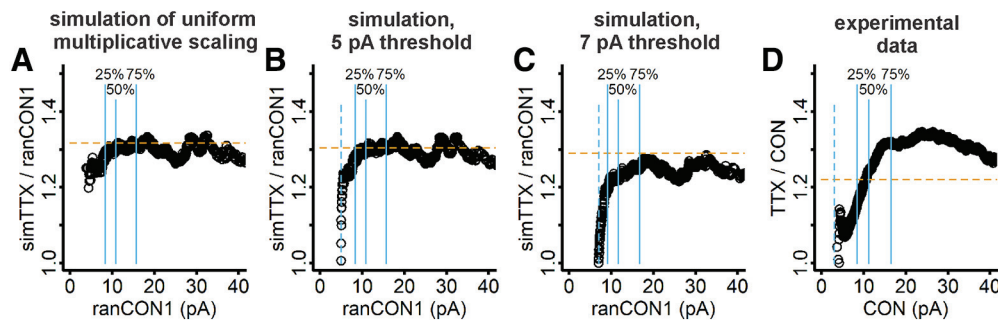 simulation of uniform
multiplicative scaling
A
simTTX / ranCON1
1.0 1.2 1.4
25% 75%
50%
0 10 20 30 40
ranCON1 (pA)
simulation,
5 pA threshold
B
simTTX / ranCON1
1.0 1.2 1.4
25% 75%
50%
0 10 20 30 40
ranCON1 (pA)
simulation,
7 pA threshold
C
simTTX / ranCON1
1.0 1.2 1.4
25% 75%
50%
0 10 20 30 40
ranCON1 (pA)
experimental
data
D
TTX / CON
1.0 1.2 1.4
25% 75%
50%
0 10 20 30 40
CON (pA)